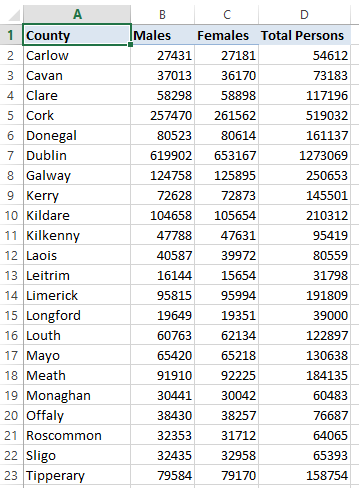 A B C D
1 County Males Females Total Persons
2 Carlow 27431 27181 54612
3 Cavan 37013 36170 73183
4 Clare 58298 58898 117196
5 Cork 257470 261562 519032
6 Donegal 80523 80614 161137
7 Dublin 619902 653167 1273069
8 Galway 124758 125895 250653
9 Kerry 72628 72873 145501
10 Kildare 104658 105654 210312
11 Kilkenny 47788 47631 95419
12 Laois 40587 39972 80559
13 Leitrim 16144 15654 31798
14 Limerick 95815 95994 191809
15 Longford 19649 19351 39000
16 Louth 60763 62134 122897
17 Mayo 65420 65218 130638
18 Meath 91910 92225 184135
19 Monaghan 30441 30042 60483
20 Offaly 38430 38257 76687
21 Roscommon 32353 31712 64065
22 Sligo 32435 32958 65393
23 Tipperary 79584 79170 158754